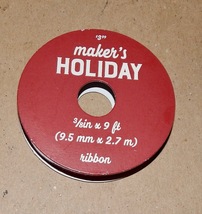 "3"
maker's
HOLIDAY
3/8in x 9 ft
(9.5 mm x 2.7 m)
ribbon